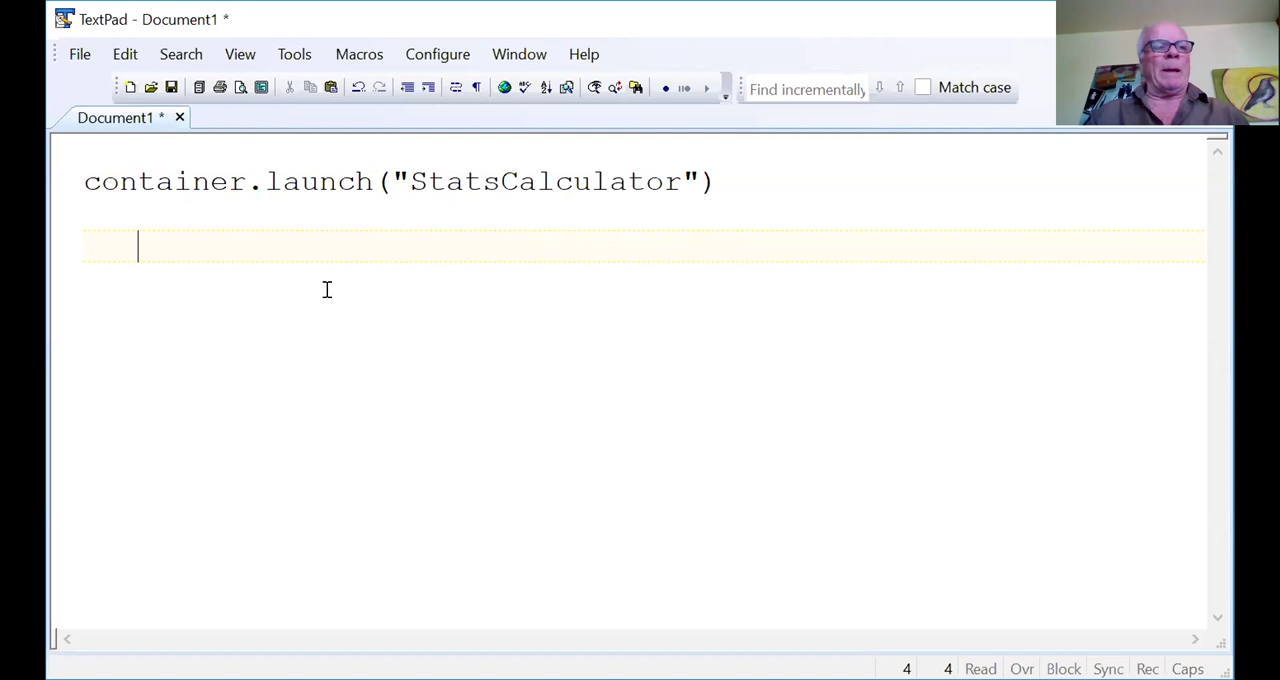 TextPad - Document1 *
File Edit Search View Tools Macros Configure Window Help
Find incrementally Match case
Document1 *
container.launch("StatsCalculator")
4 4 Read Ovr Block Sync Rec Caps